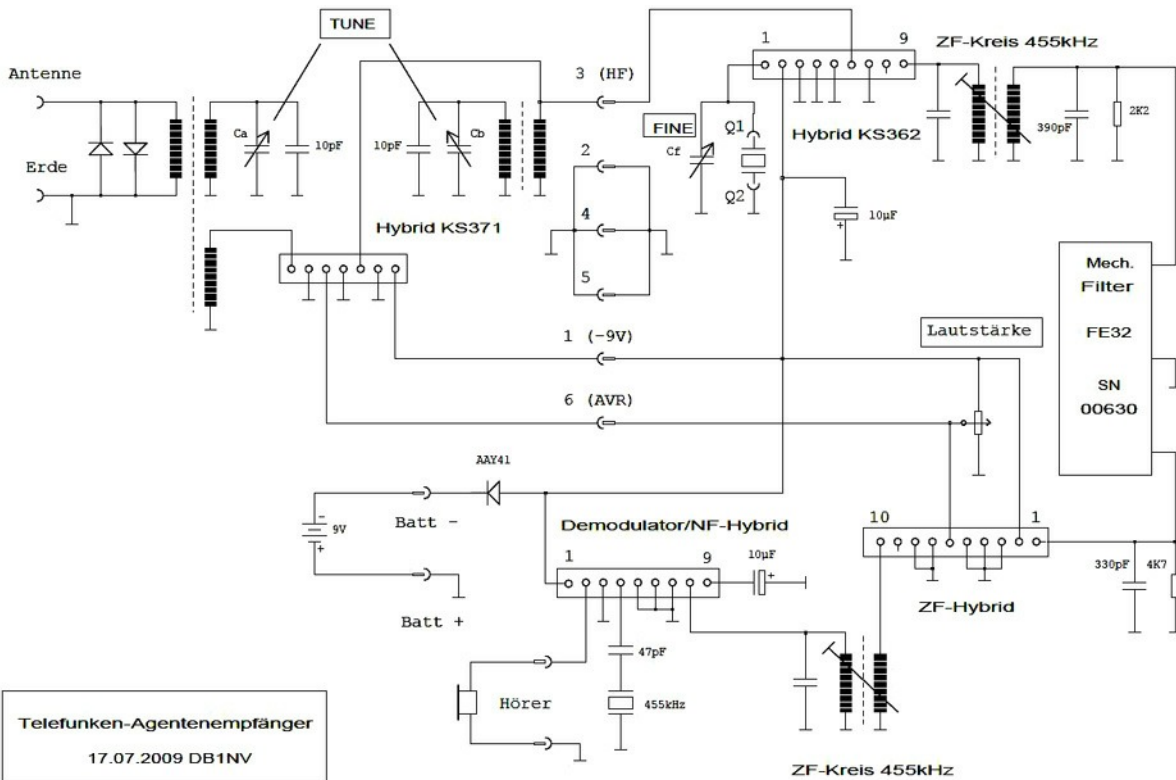 TUNE
ZF-Kreis 455kHz
1
9
3 (HF)
Antenne
Ca
10pF
10pF
Cb
FINE
Q1
Hybrid KS362
390pF
2K2
Cf
2
Erde
Q2
4
10µF
+
Hybrid KS371
5
Mech.
Filter
FE32
SN
00630
Lautstärke
1 (-9V)
6 (AVR)
AAY41
-
9V
+
Batt -
Demodulator/NF-Hybrid
10
1
1
9
10µF
+
330pF
4K7
ZF-Hybrid
Batt +
47pF
Hörer
455kHz
Telefunken-Agentenempfänger
17.07.2009 DB1NV
ZF-Kreis 455kHz